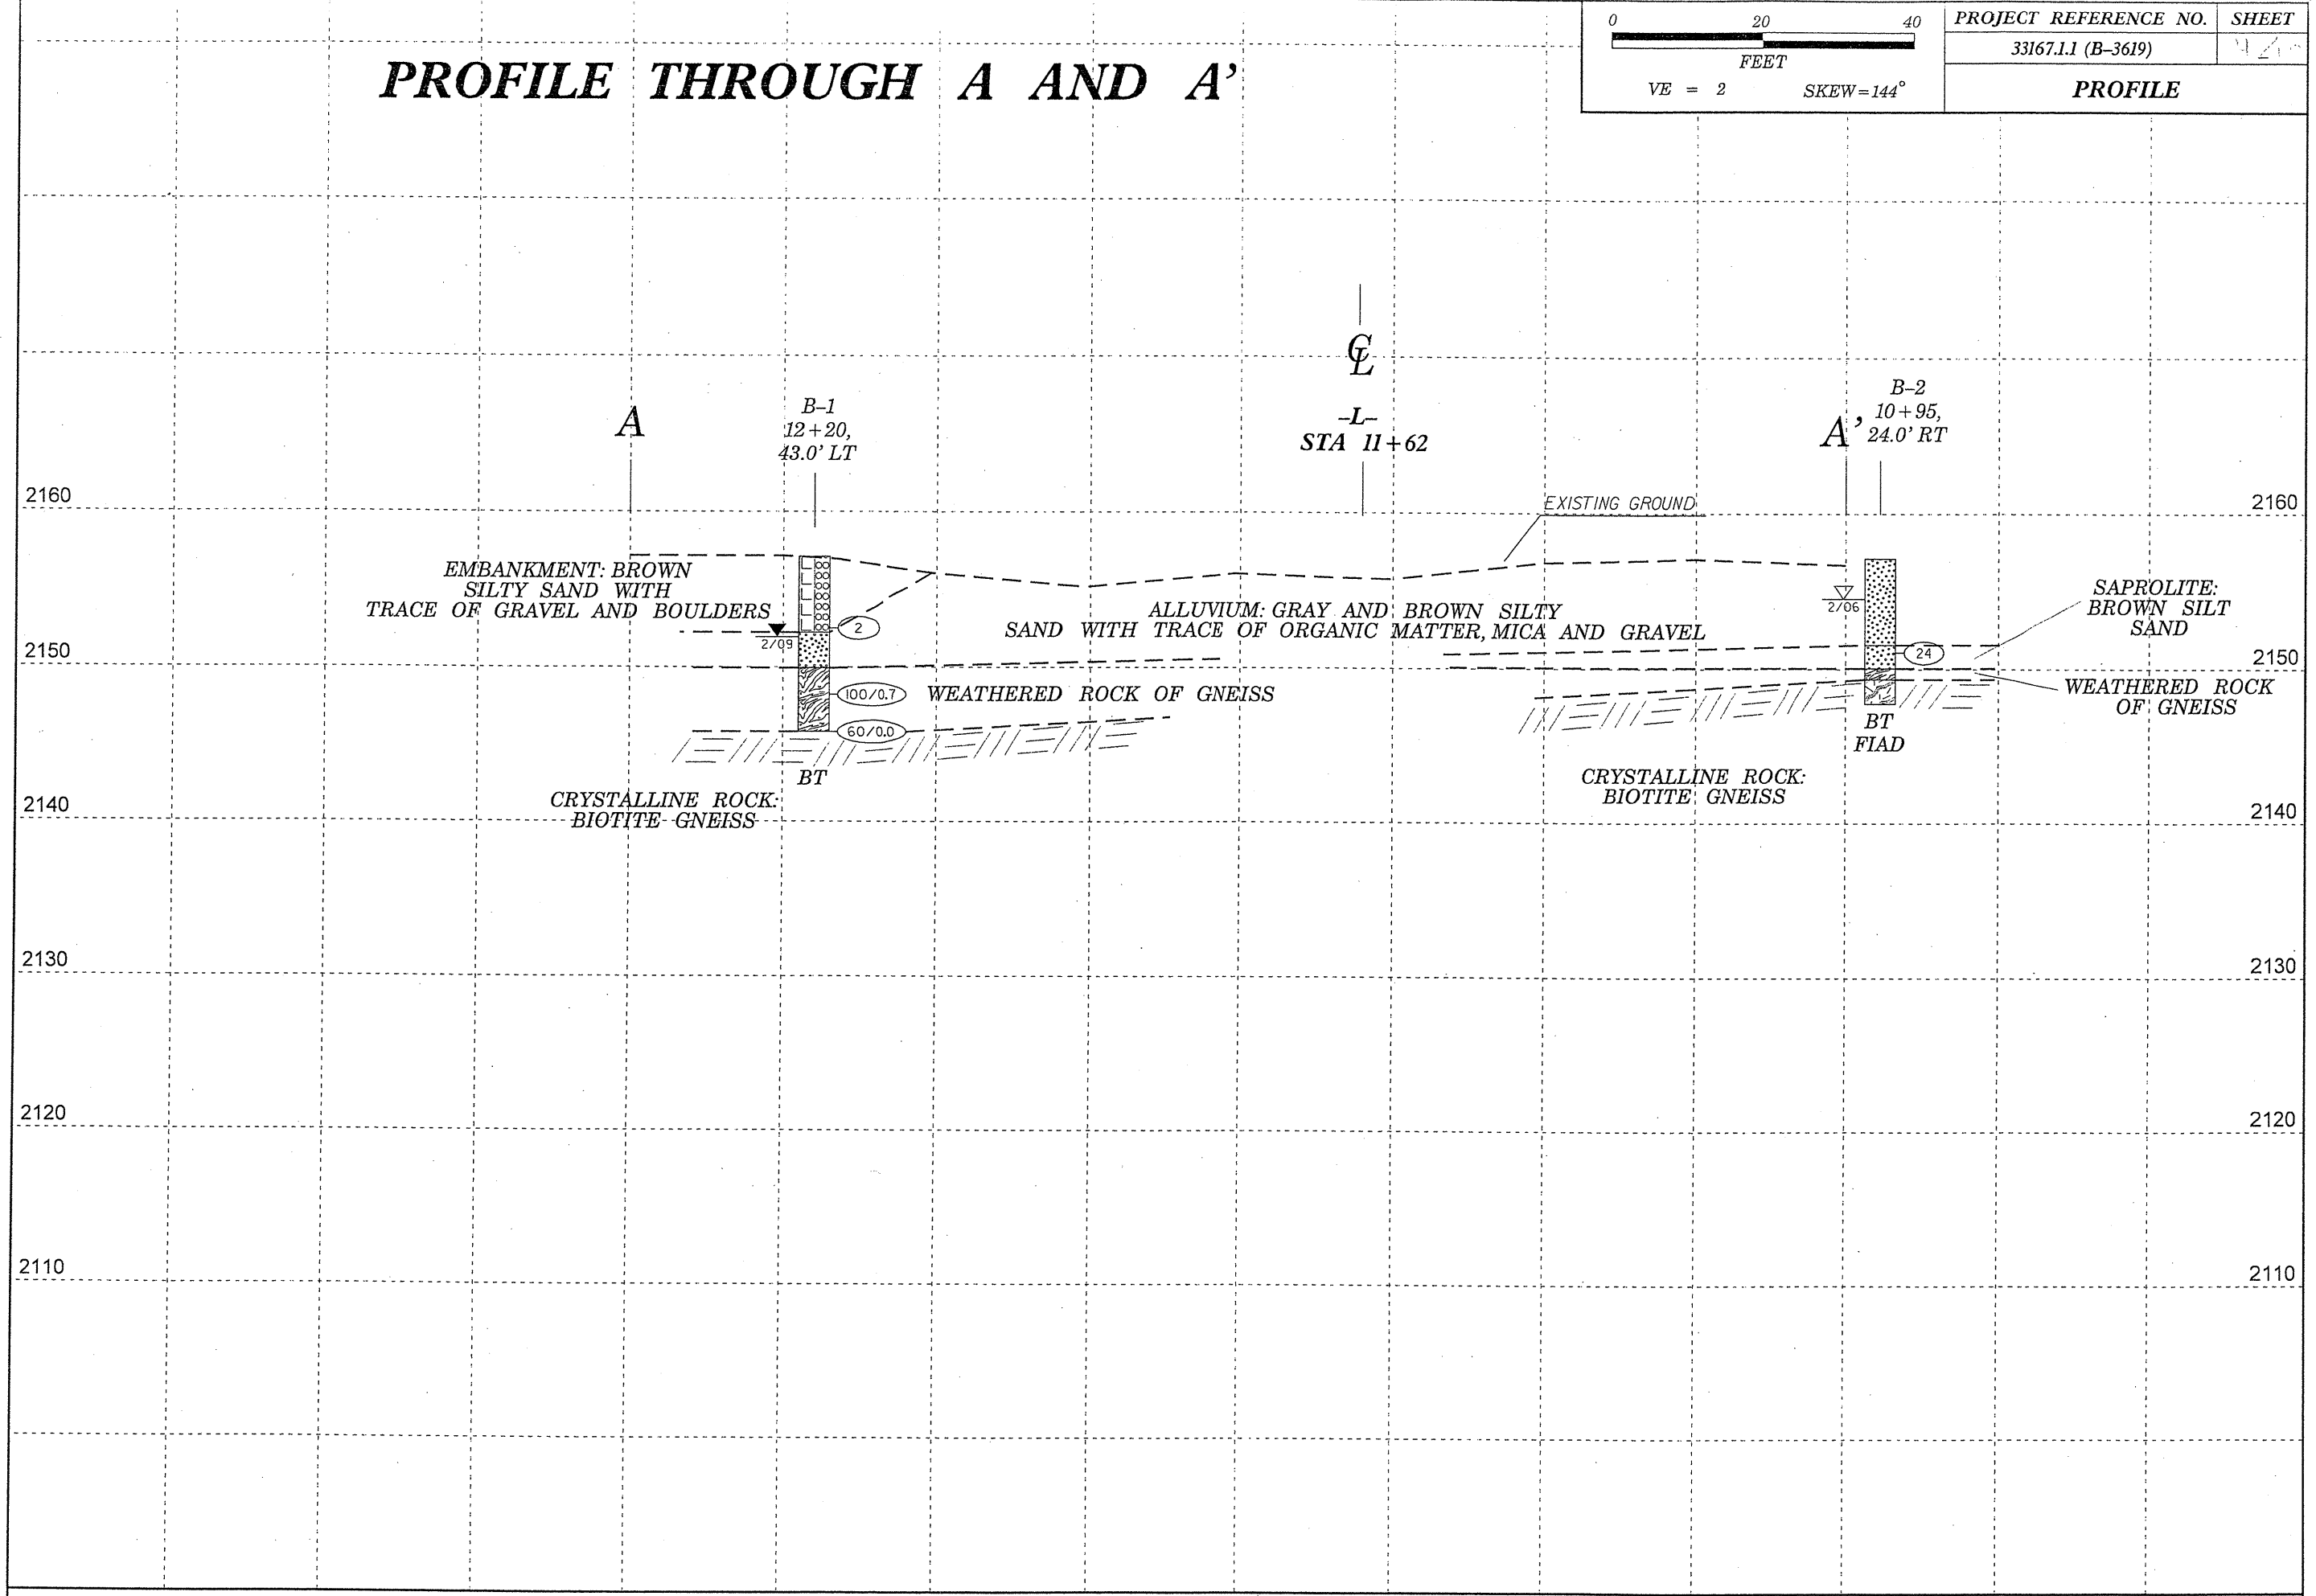 0 20 40
FEET
VE = 2 SKEW=144°
PROJECT REFERENCE NO. SHEET
33167.1.1 (B–3619)
PROFILE
PROFILE THROUGH A AND A’
℄
–L–
STA 11+62
A
B–1
12+20,
43.0’ LT
A’
B–2
10+95,
24.0’ RT
2160
2160
EXISTING GROUND
EMBANKMENT: BROWN
SILTY SAND WITH
TRACE OF GRAVEL AND BOULDERS
2
2/09
ALLUVIUM: GRAY AND BROWN SILTY
SAND WITH TRACE OF ORGANIC MATTER, MICA AND GRAVEL
2/06
SAPROLITE:
BROWN SILT
SAND
24
2150
2150
100/0.7
WEATHERED ROCK OF GNEISS
WEATHERED ROCK
OF GNEISS
60/0.0
BT
BT
FIAD
CRYSTALLINE ROCK:
BIOTITE GNEISS
CRYSTALLINE ROCK:
BIOTITE GNEISS
2140
2140
2130
2130
2120
2120
2110
2110